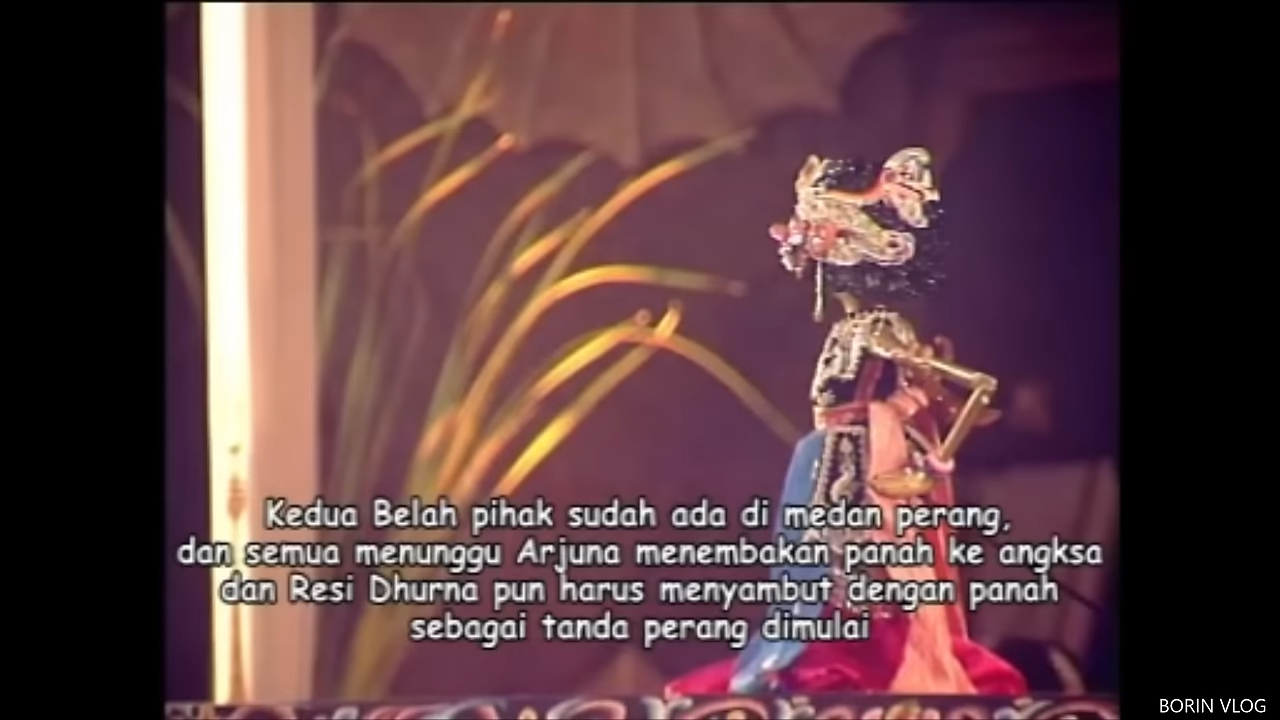 Kedua Belah pihak sudah ada di medan perang,
dan semua menunggu Arjuna menembakan panah ke angksa
dan Resi Dhurna pun harus menyambut dengan panah
sebagai tanda perang dimulai
BORIN VLOG